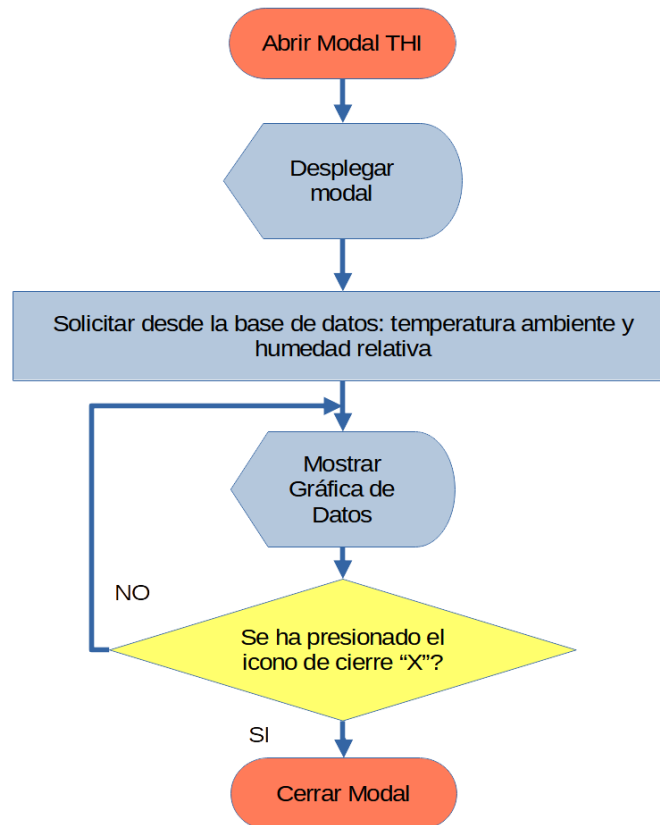 Abrir Modal THI
Desplegar
modal
Solicitar desde la base de datos: temperatura ambiente y
humedad relativa
Mostrar
Gráfica de
Datos
NO
Se ha presionado el
icono de cierre “X”?
SI
Cerrar Modal